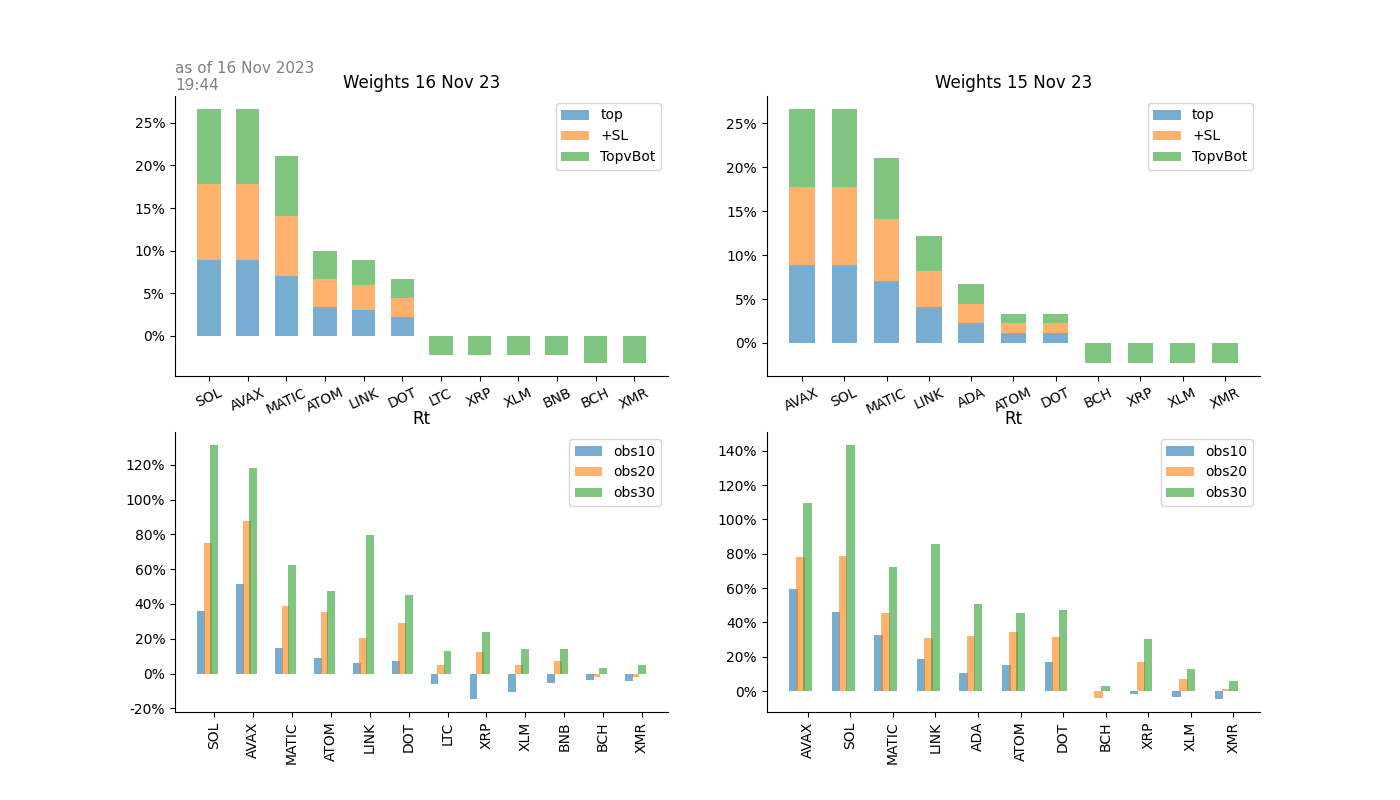 as of 16 Nov 2023
19:44
Weights 16 Nov 23
25%
20%
15%
10%
5%
0%
top
+SL
TopvBot
SOL AVAX MATIC ATOM LINK DOT LTC XRP XLM BNB BCH XMR
Weights 15 Nov 23
25%
20%
15%
10%
5%
0%
top
+SL
TopvBot
AVAX SOL MATIC LINK ADA ATOM DOT BCH XRP XLM XMR
Rt
120%
100%
80%
60%
40%
20%
0%
-20%
obs10
obs20
obs30
SOL AVAX MATIC ATOM LINK DOT LTC XRP XLM BNB BCH XMR
Rt
140%
120%
100%
80%
60%
40%
20%
0%
obs10
obs20
obs30
AVAX SOL MATIC LINK ADA ATOM DOT BCH XRP XLM XMR